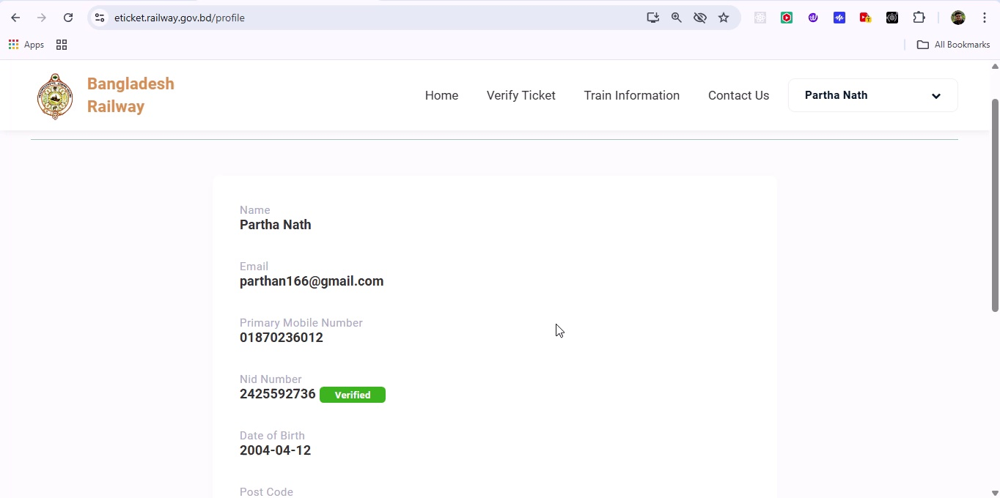 eticket.railway.gov.bd/profile
Apps
All Bookmarks
Bangladesh
Railway
Home
Verify Ticket
Train Information
Contact Us
Partha Nath
Name
Partha Nath
Email
parthan166@gmail.com
Primary Mobile Number
01870236012
Nid Number
2425592736 Verified
Date of Birth
2004-04-12
Post Code